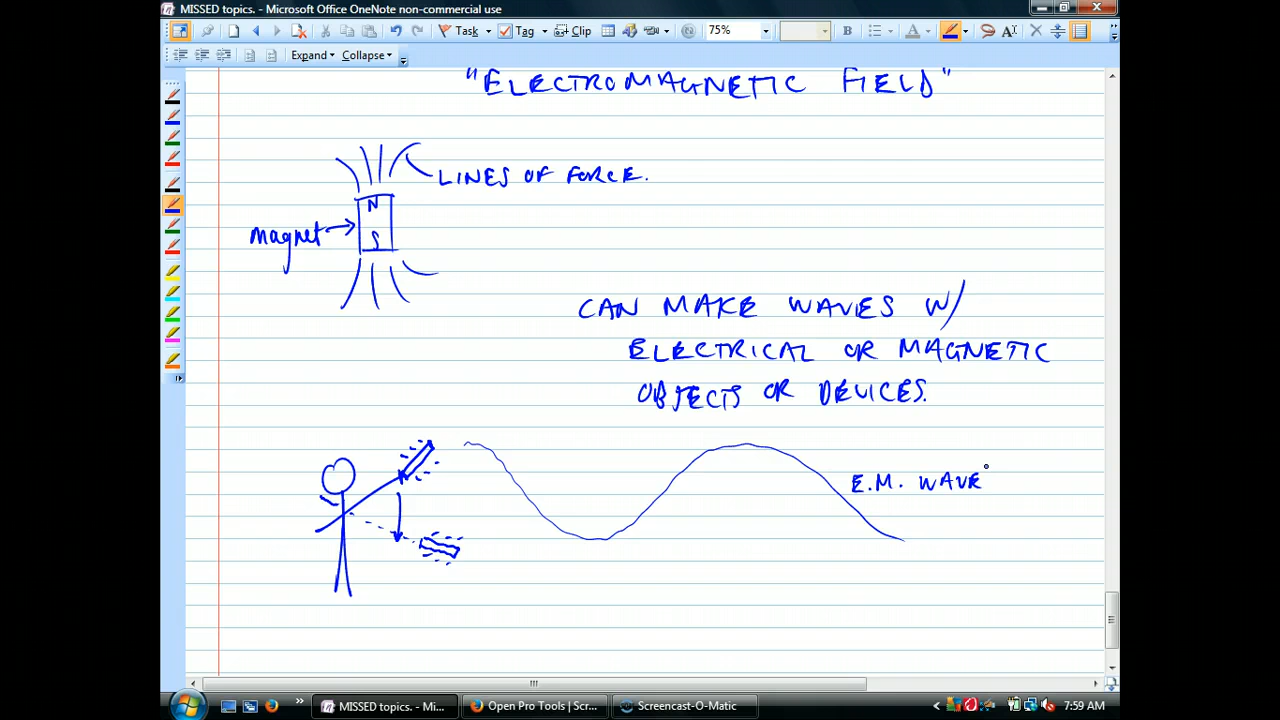 MISSED topics. - Microsoft Office OneNote non-commercial use
Task Tag Clip 75% B A
Expand Collapse
"ELECTROMAGNETIC FIELD"
LINES OF FORCE.
N
magnet
S
CAN MAKE WAVES W/
ELECTRICAL OR MAGNETIC
OBJECTS OR DEVICES.
E.M. WAVE
MISSED topics. - Mi... Open Pro Tools | Scr... Screencast-O-Matic 7:59 AM